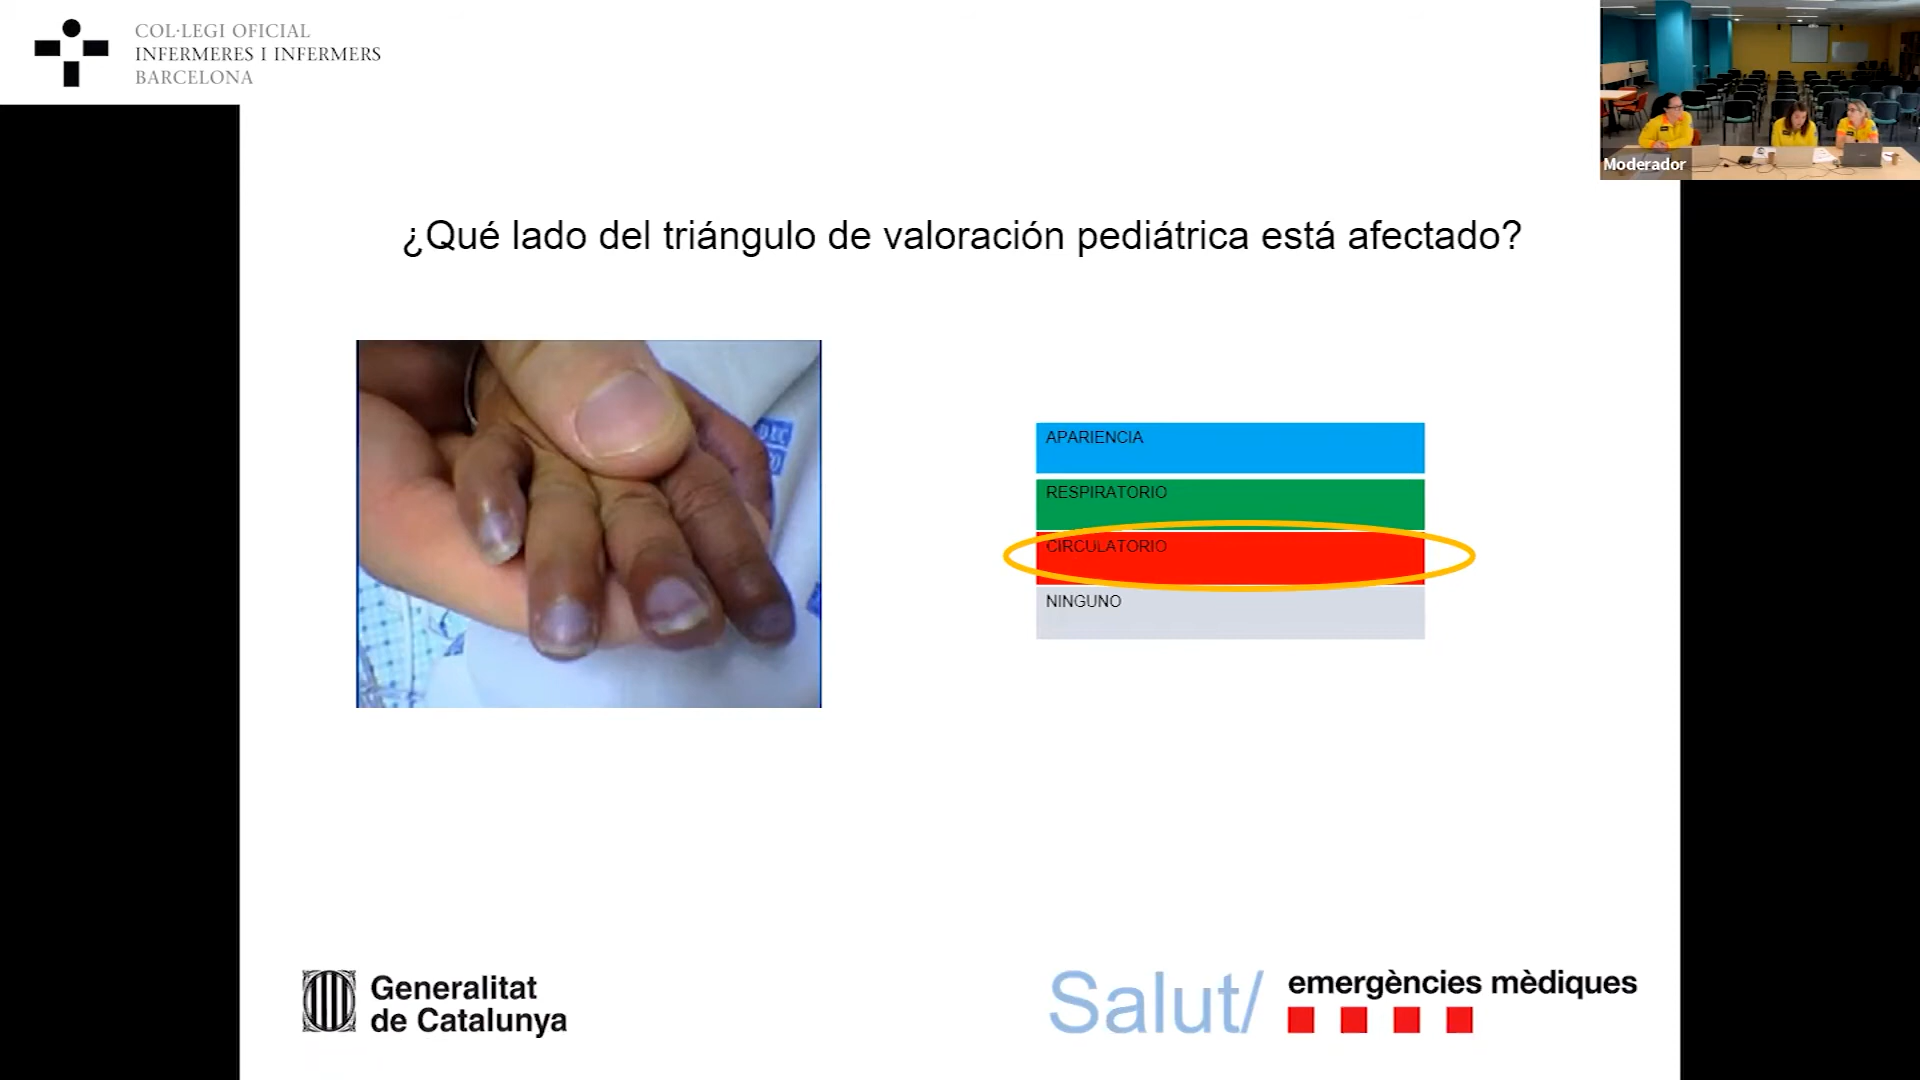 COL·LEGI OFICIAL
INFERMERES I INFERMERS
BARCELONA
Moderador
¿Qué lado del triángulo de valoración pediátrica está afectado?
APARIENCIA
RESPIRATORIO
CIRCULATORIO
NINGUNO
Generalitat
de Catalunya
Salut/
emergències mèdiques